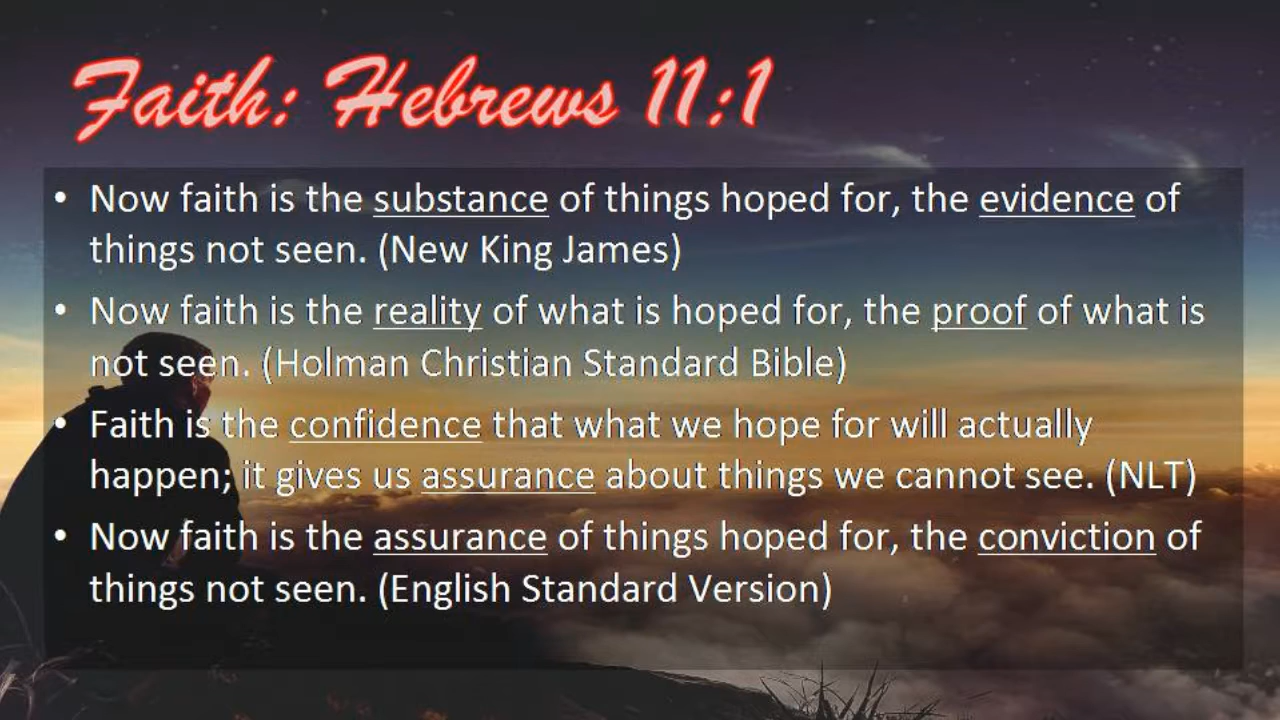 Faith: Hebrews 11:1
• Now faith is the substance of things hoped for, the evidence of
things not seen. (New King James)
• Now faith is the reality of what is hoped for, the proof of what is
not seen. (Holman Christian Standard Bible)
• Faith is the confidence that what we hope for will actually
happen; it gives us assurance about things we cannot see. (NLT)
• Now faith is the assurance of things hoped for, the conviction of
things not seen. (English Standard Version)